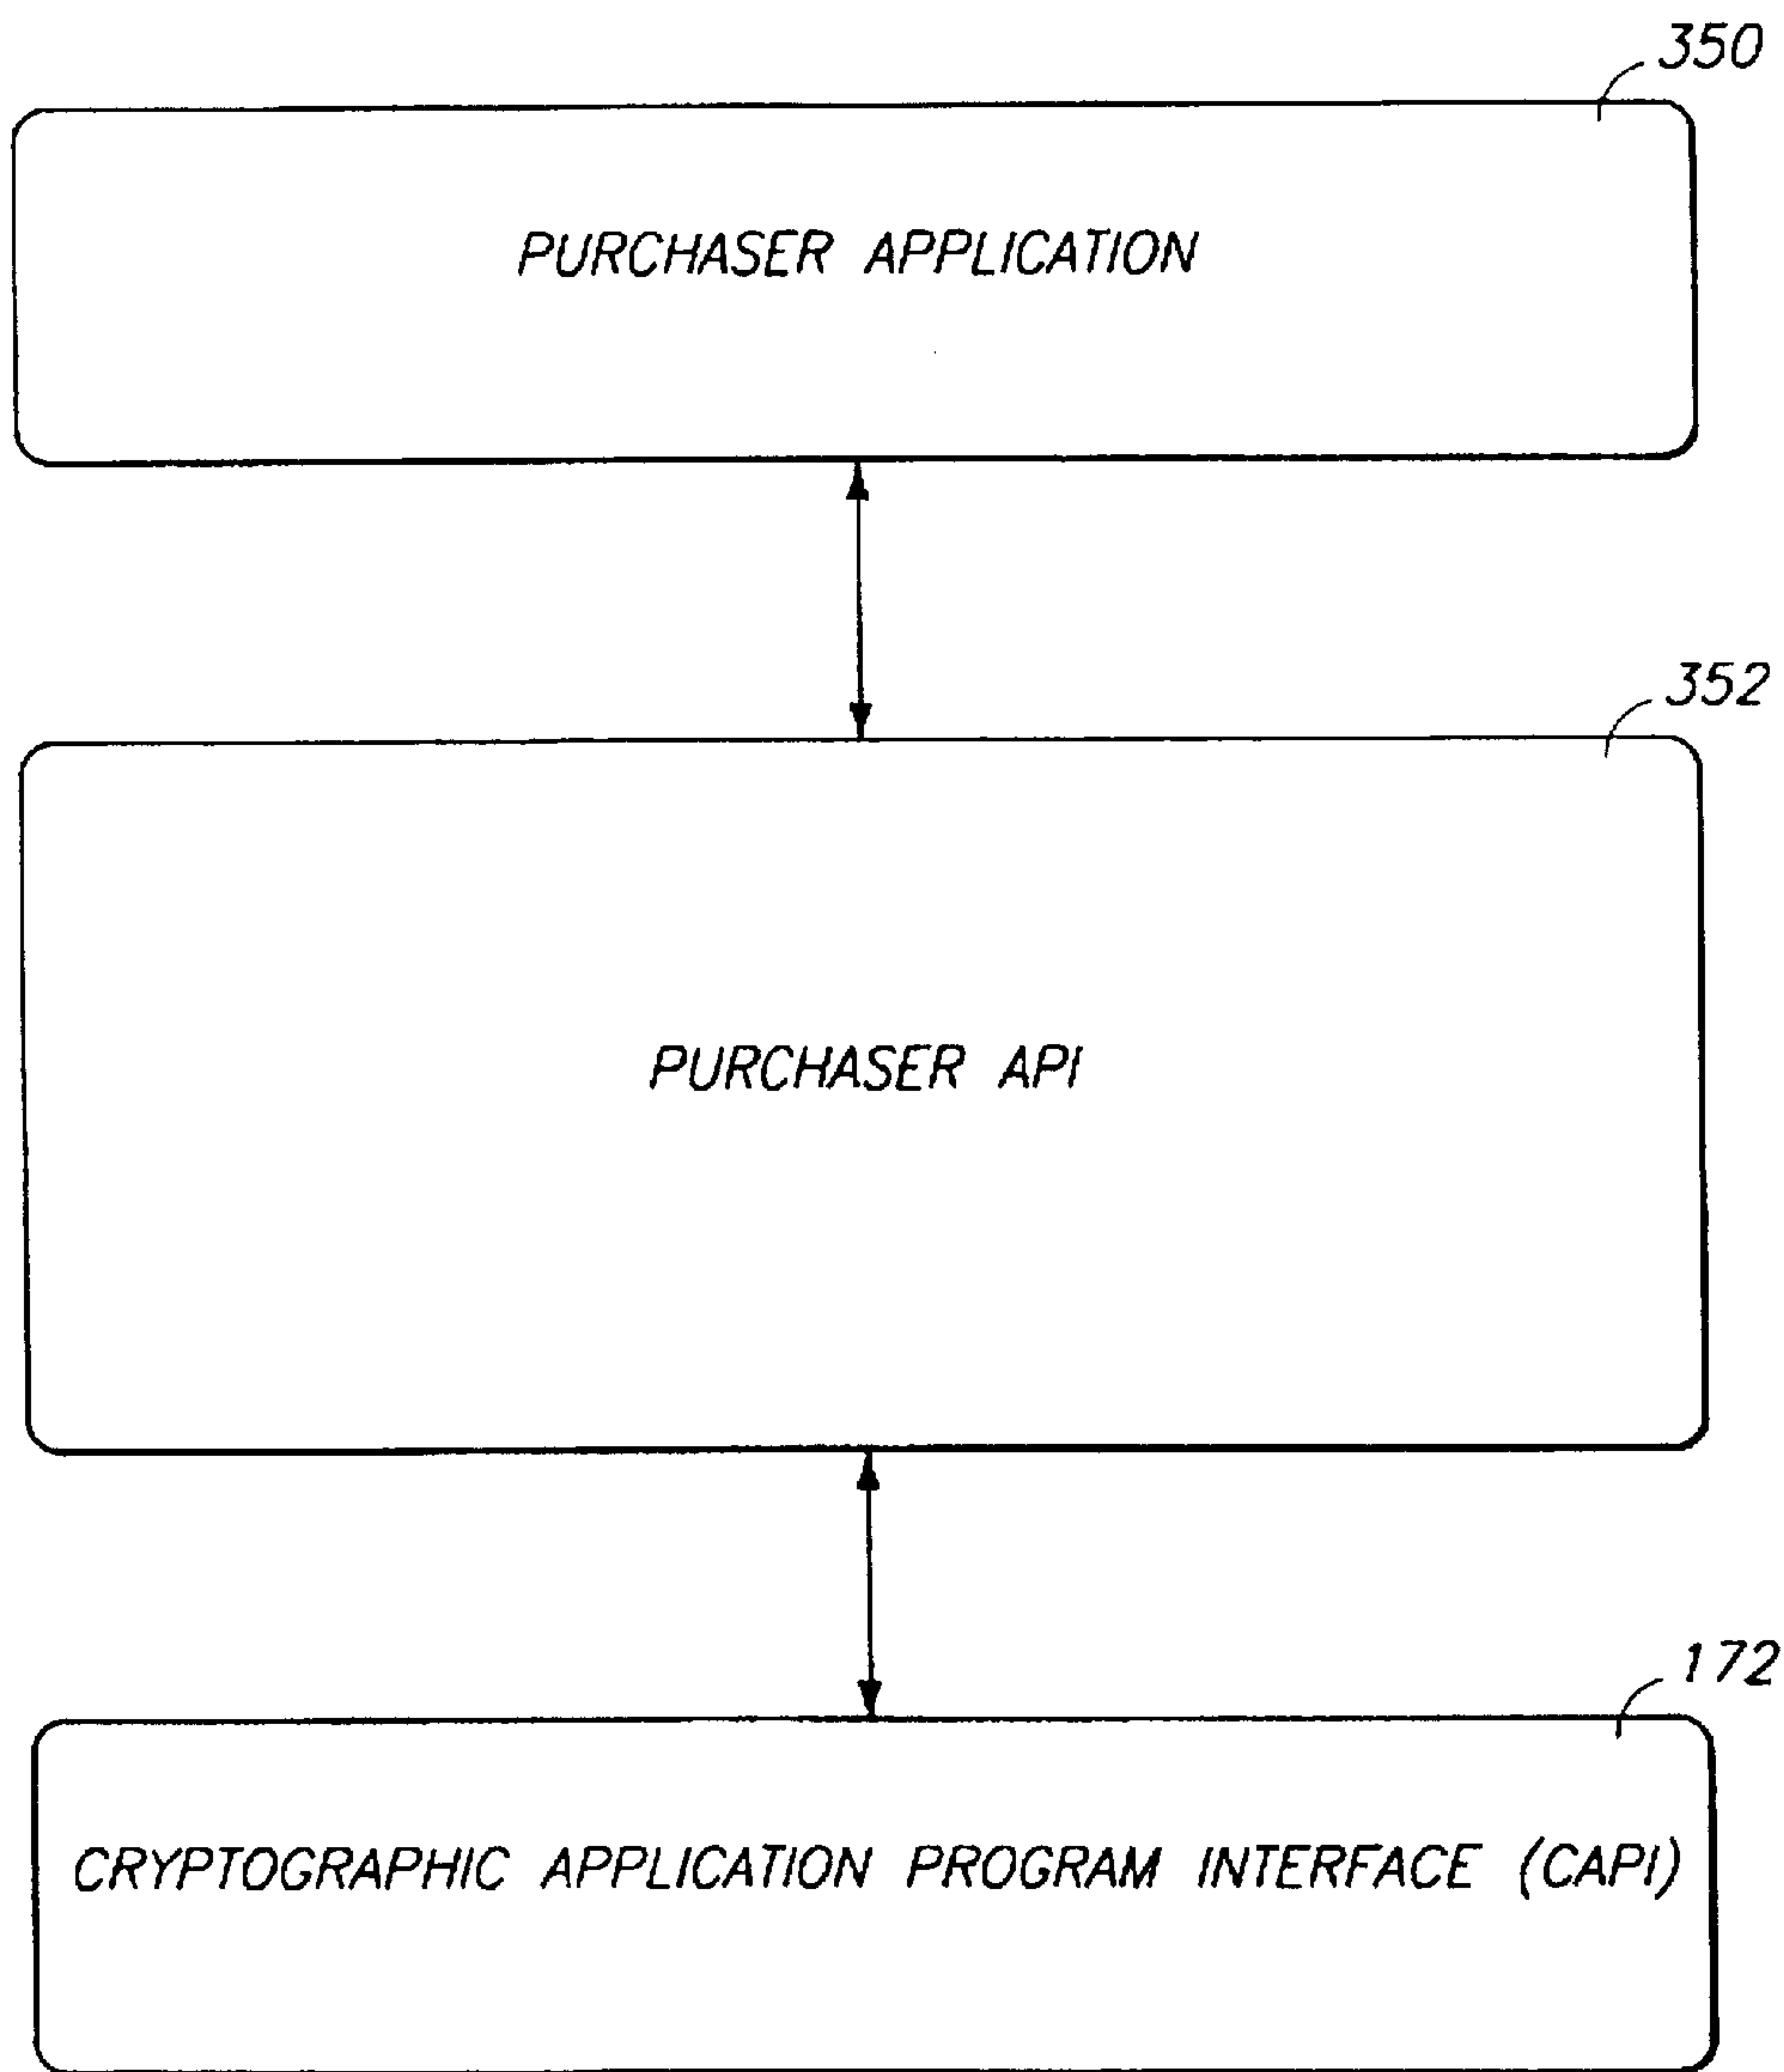 350
PURCHASER APPLICATION
352
PURCHASER API
172
CRYPTOGRAPHIC APPLICATION PROGRAM INTERFACE (CAPI)